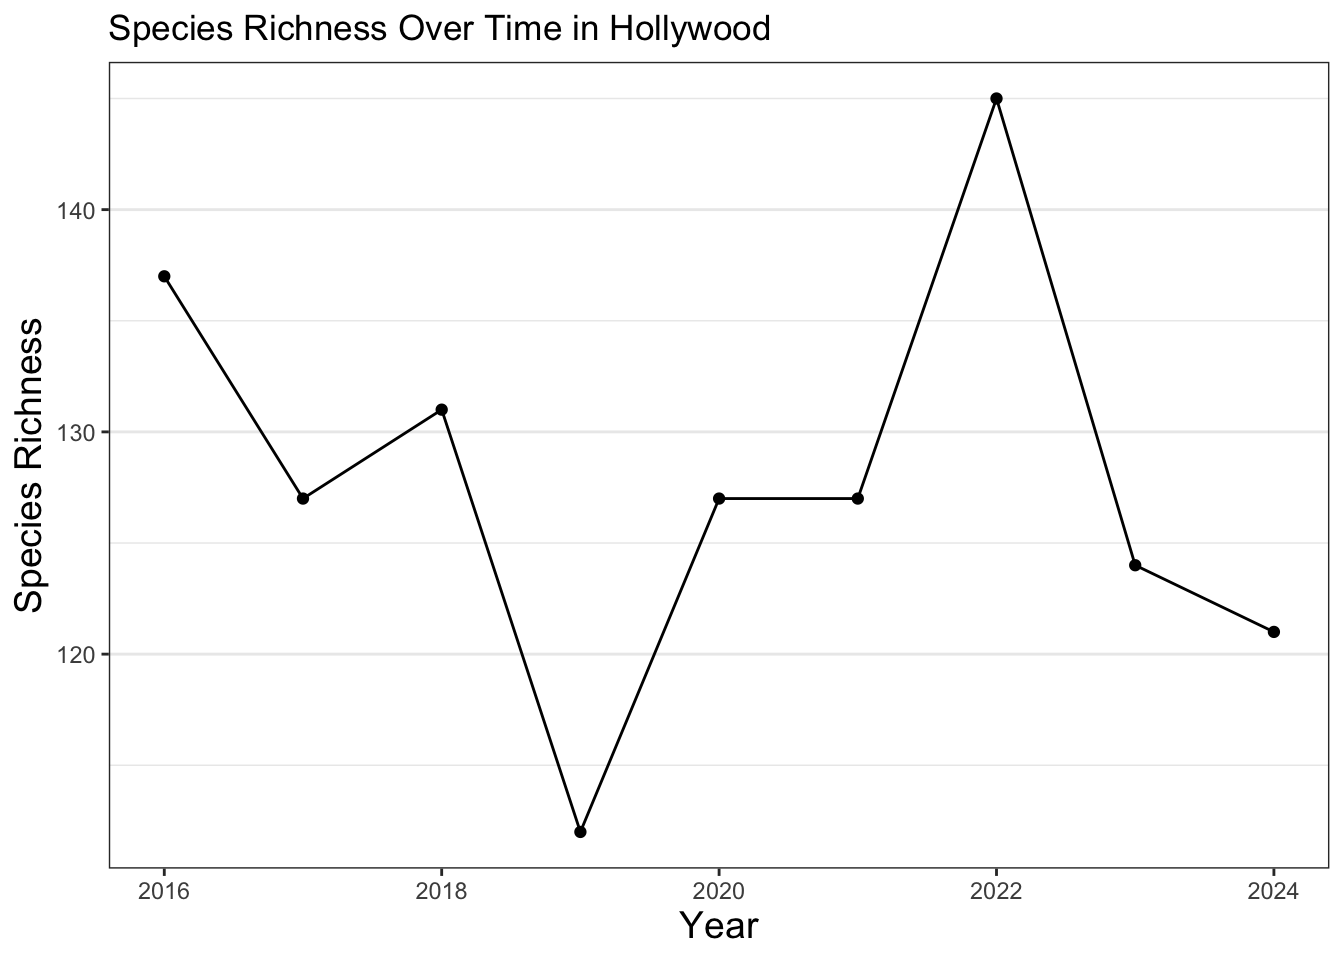 Species Richness Over Time in Hollywood
Species Richness
140
130
120
2016 2018 2020 2022 2024
Year